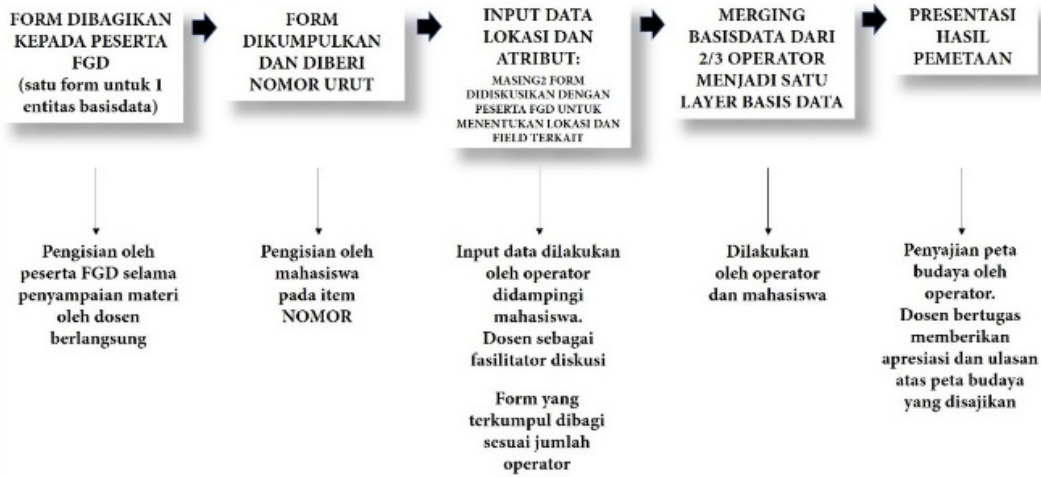 FORM DIBAGIKAN
KEPADA PESERTA
FGD
(satu form untuk 1
entitas basisdata)
FORM
DIKUMPULKAN
DAN DIBERI
NOMOR URUT
INPUT DATA
LOKASI DAN
ATRIBUT:
MASING2 FORM
DIDISKUSIKAN DENGAN
PESERTA FGD UNTUK
MENENTUKAN LOKASI DAN
FIELD TERKAIT
MERGING
BASISDATA DARI
2/3 OPERATOR
MENJADI SATU
LAYER BASIS DATA
PRESENTASI
HASIL
PEMETAAN
Pengisian oleh
peserta FGD selama
penyampaian materi
oleh dosen
berlangsung
Pengisian oleh
mahasiswa
pada item
NOMOR
Input data dilakukan
oleh operator
didampingi
mahasiswa.
Dosen sebagai
fasilitator diskusi
Form yang
terkumpul dibagi
sesuai jumlah
operator
Dilakukan
oleh operator
dan mahasiswa
Penyajian peta
budaya oleh
operator.
Dosen bertugas
memberikan
apresiasi dan ulasan
atas peta budaya
yang disajikan